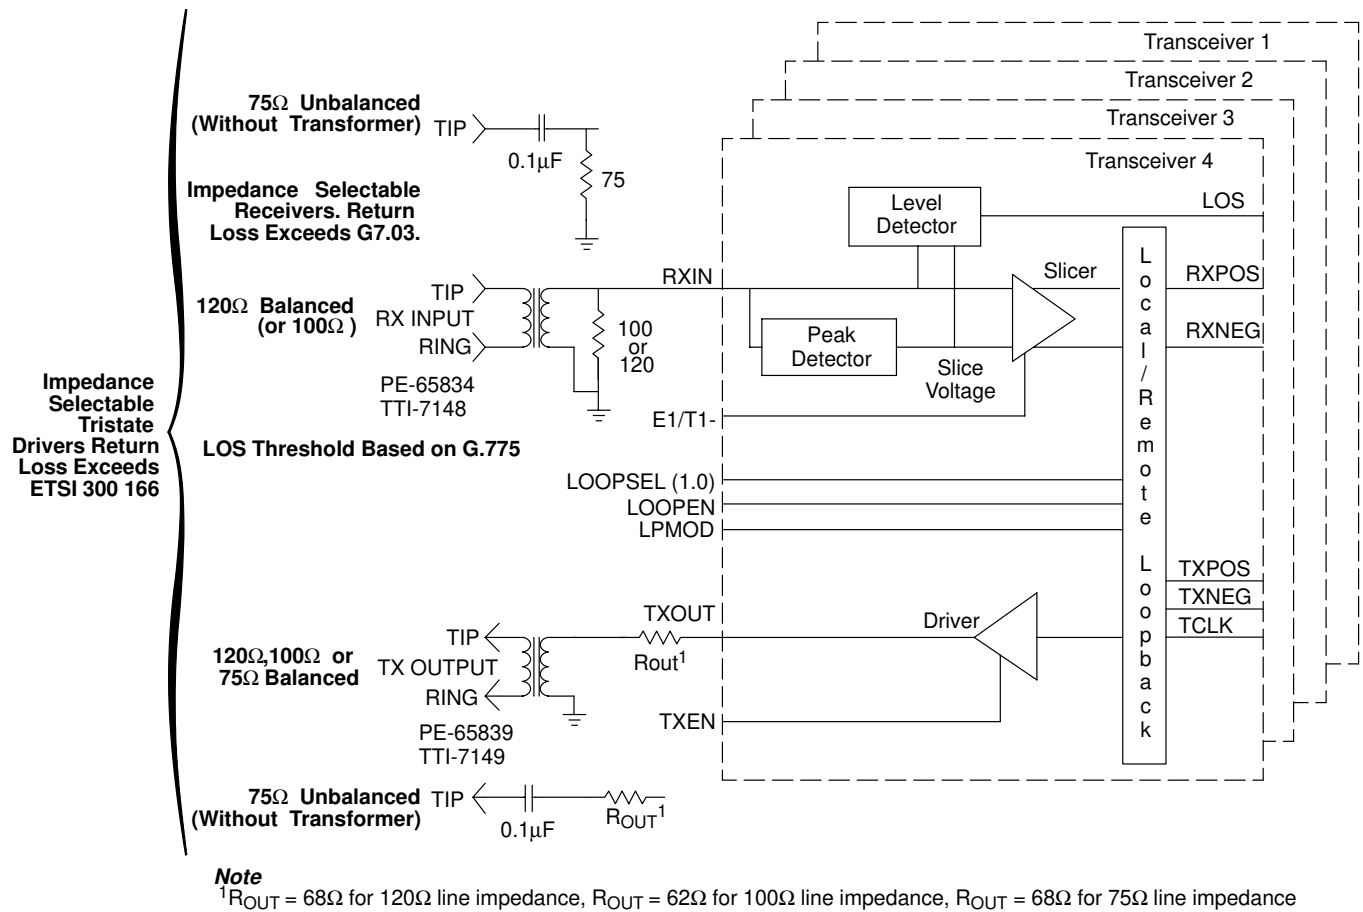 Transceiver 1
Transceiver 2
Transceiver 3
Transceiver 4
75Ω Unbalanced
(Without Transformer)
TIP
0.1µF
75
Impedance Selectable
Receivers. Return
Loss Exceeds G7.03.
Level
Detector
LOS
RXIN
Slicer
RXPOS
TIP
120Ω Balanced
(or 100Ω )
RX INPUT
RING
100
or
120
Peak
Detector
RXNEG
Slice
Voltage
PE-65834
TTI-7148
E1/T1-
Impedance
Selectable
Tristate
Drivers Return
Loss Exceeds
ETSI 300 166
LOS Threshold Based on G.775
LOOPSEL (1.0)
LOOPEN
LPMOD
Local/Remote Loopback
TXPOS
TXNEG
TCLK
TXOUT
Driver
TIP
120Ω,100Ω or
75Ω Balanced
TX OUTPUT
RING
Rout1
TXEN
PE-65839
TTI-7149
75Ω Unbalanced
(Without Transformer)
TIP
0.1µF
ROUT1
Note
1ROUT = 68Ω for 120Ω line impedance, ROUT = 62Ω for 100Ω line impedance, ROUT = 68Ω for 75Ω line impedance